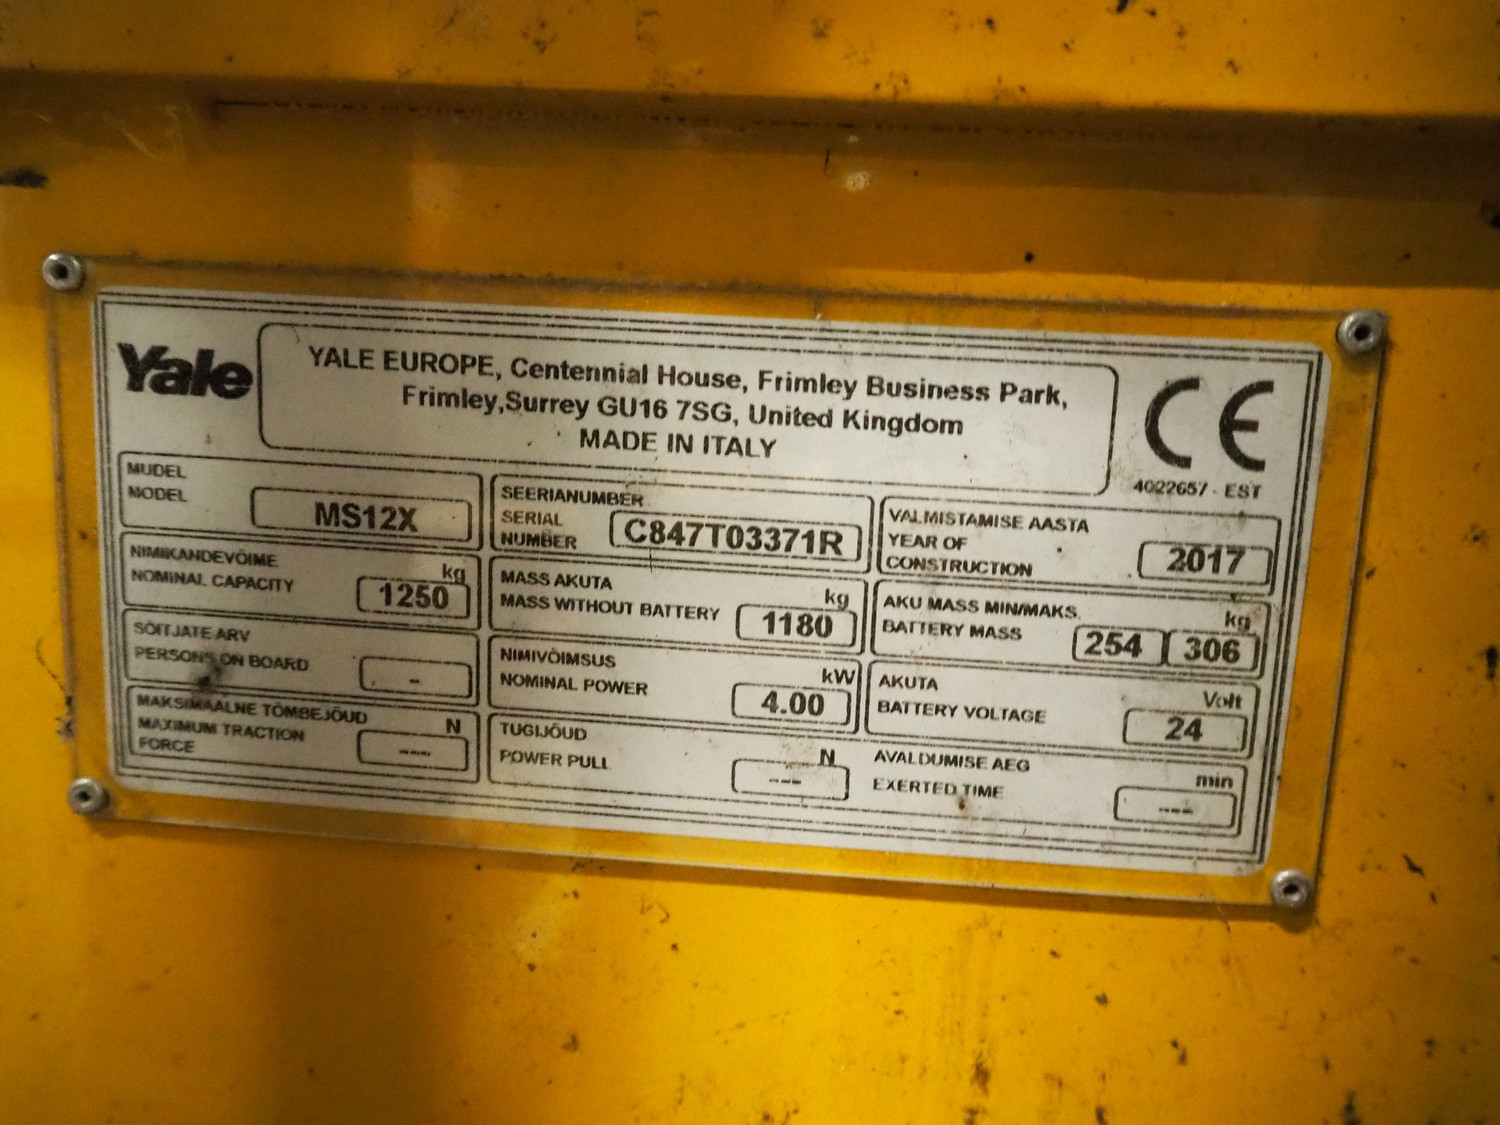 Yale
YALE EUROPE, Centennial House, Frimley Business Park,
Frimley,Surrey GU16 7SG, United Kingdom
MADE IN ITALY
CE
4022657 - EST
MUDEL
MODEL
MS12X
SEERIANUMBER
SERIAL
NUMBER
C847T03371R
VALMISTAMISE AASTA
YEAR OF
CONSTRUCTION
2017
NIMIKANDEVÕIME
NOMINAL CAPACITY
kg
1250
MASS AKUTA
MASS WITHOUT BATTERY
kg
1180
AKU MASS MIN/MAKS.
BATTERY MASS
kg
254 306
SÕITJATE ARV
PERSONS ON BOARD
-
NIMIVÕIMSUS
NOMINAL POWER
kW
4.00
AKUTA
BATTERY VOLTAGE
Volt
24
MAKSIMAALNE TÕMBEJÕUD
MAXIMUM TRACTION
FORCE
N
---
TUGIJÕUD
POWER PULL
N
---
AVALDUMISE AEG
EXERTED TIME
min
---